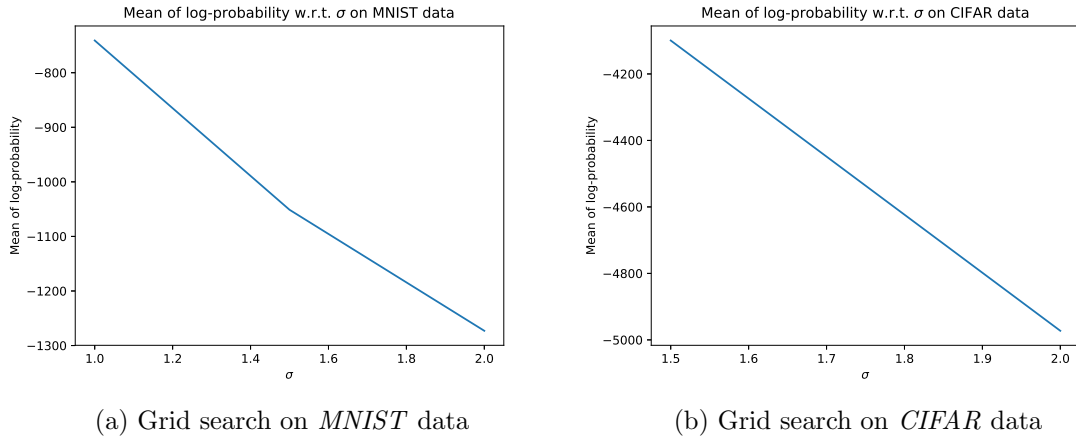 Mean of log-probability w.r.t. σ on MNIST data
Mean of log-probability
−800
−900
−1000
−1100
−1200
−1300
1.0 1.2 1.4 1.6 1.8 2.0
σ
(a) Grid search on MNIST data
Mean of log-probability w.r.t. σ on CIFAR data
Mean of log-probability
−4200
−4400
−4600
−4800
−5000
1.5 1.6 1.7 1.8 1.9 2.0
σ
(b) Grid search on CIFAR data